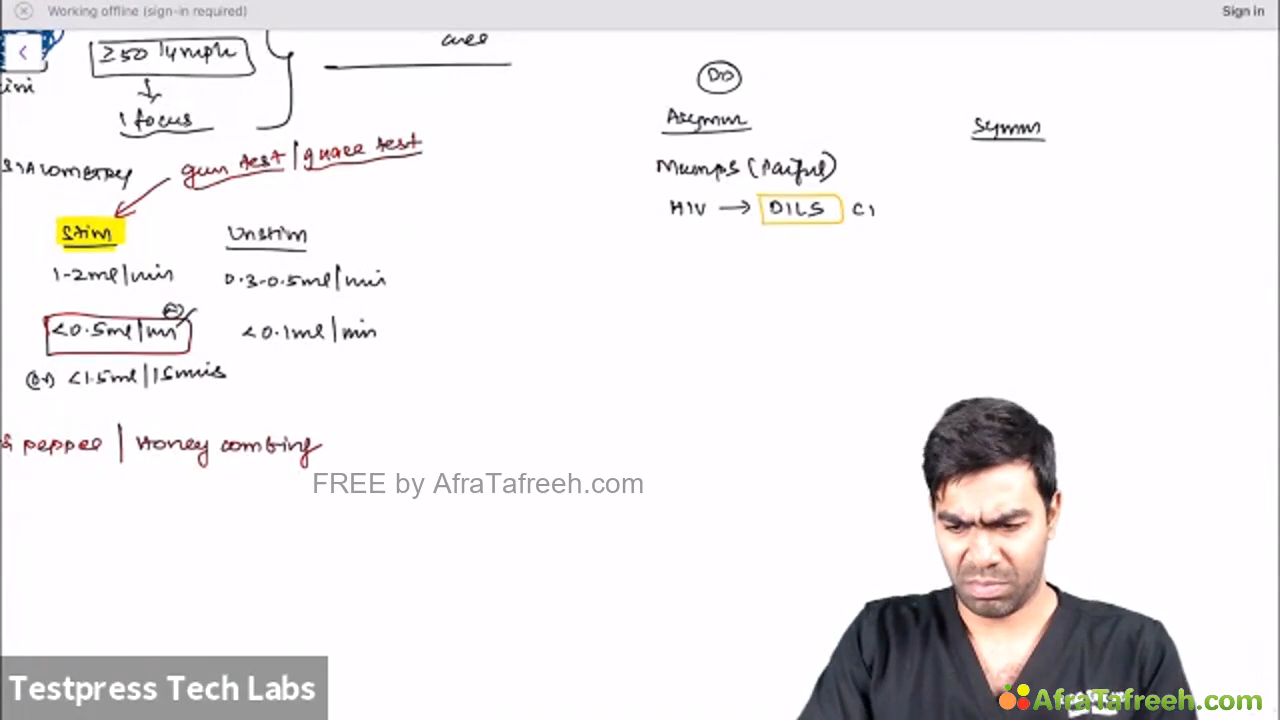 Working offline (sign-in required)
Sign in
≥50 lymph
1 focus
DD
Asymm
Symm
gum test | guaze test
SIALOMETRY
Mumps (Painful)
HIV → DILS CI
Stim
Unstim
1-2ml/min
0.3-0.5ml/min
<0.5ml/min
<0.1ml/min
(or) <1.5ml/15mins
& pepper | Honey combing
FREE by AfraTafreeh.com
Testpress Tech Labs
AfraTafreeh.com